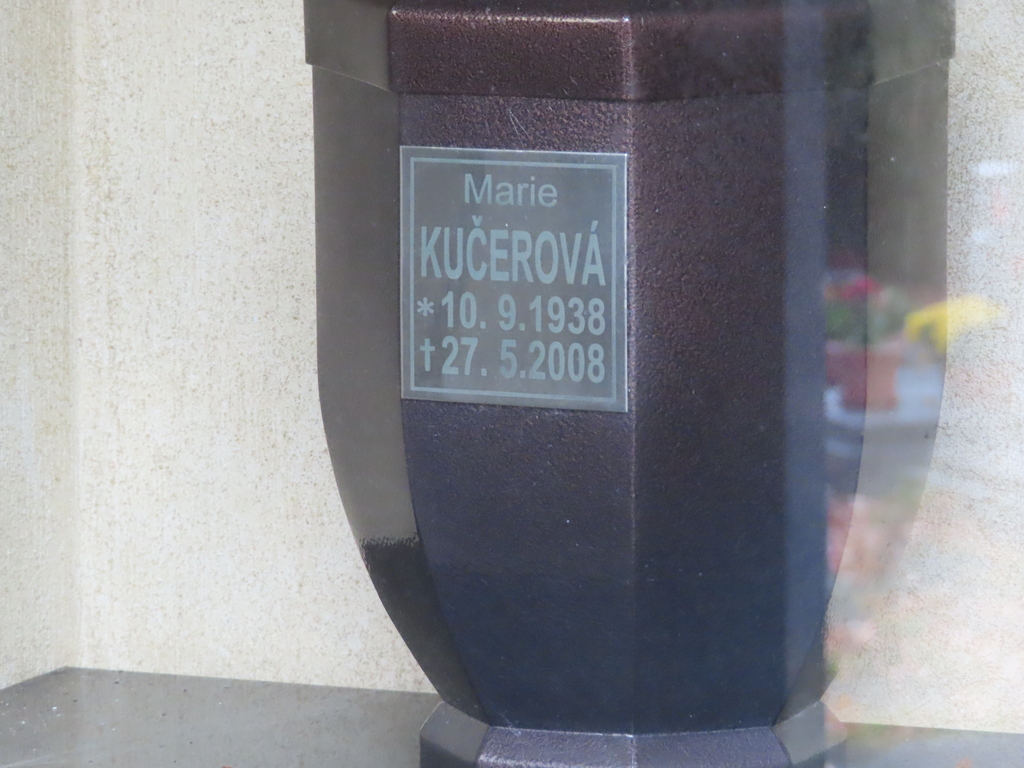 Marie
KUČEROVÁ
* 10. 9.1938
† 27. 5.2008